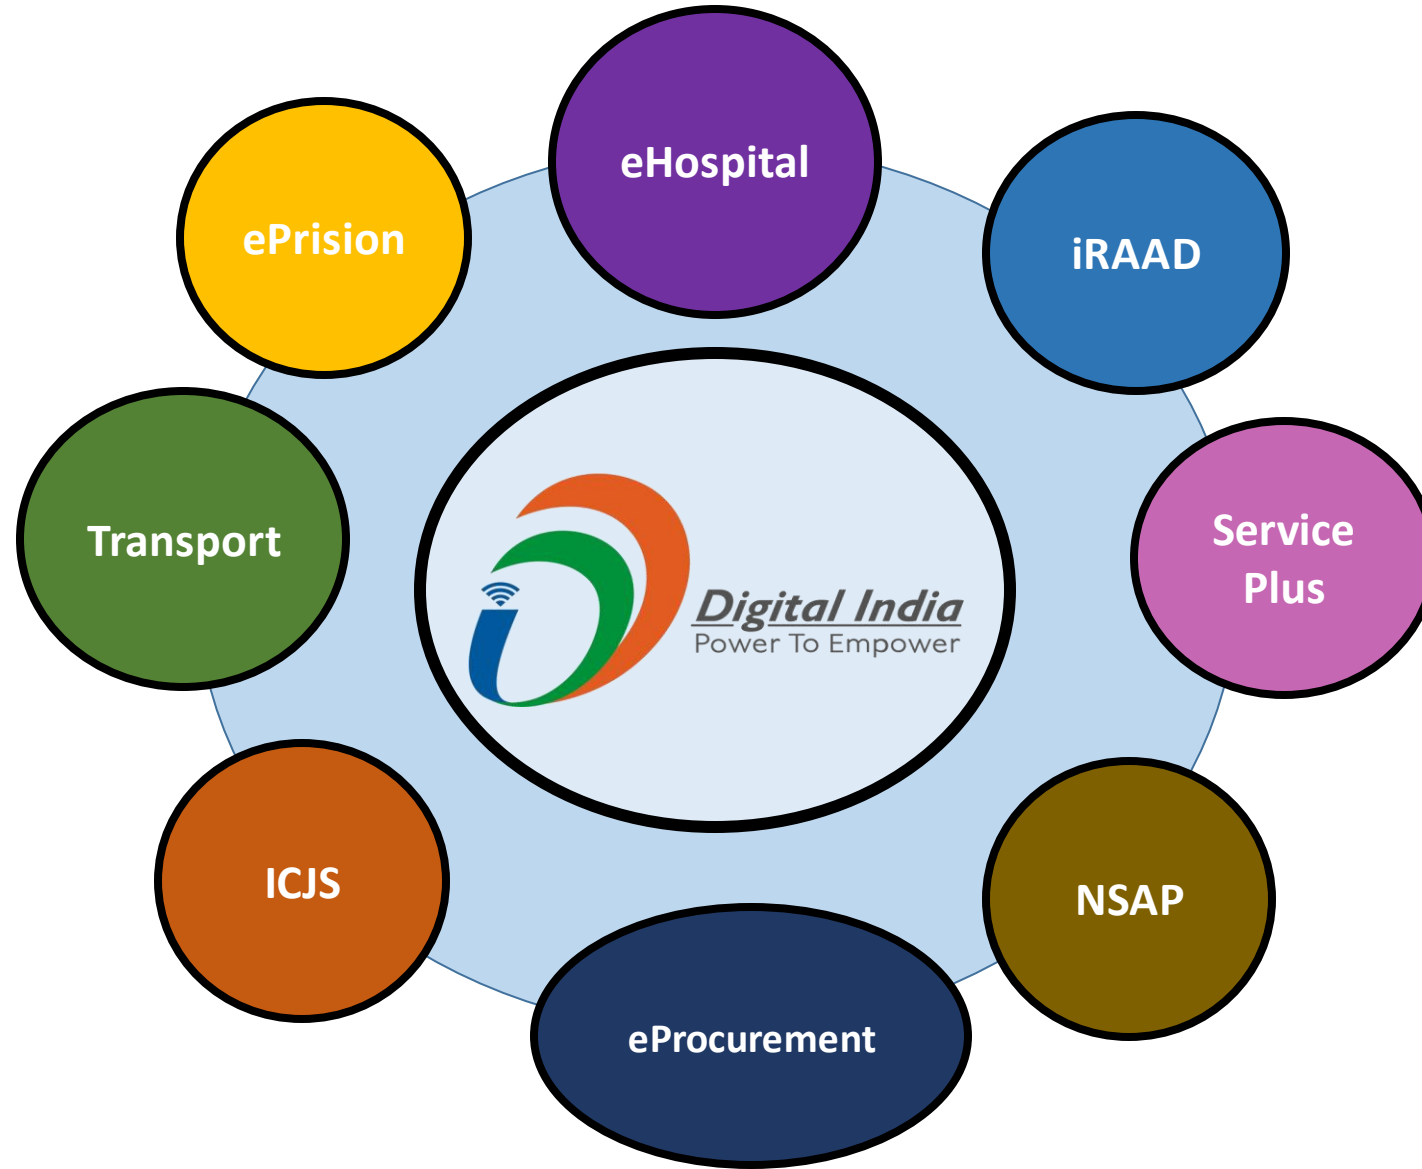 eHospital
ePrision
iRAAD
Transport
Service
Plus
Digital India
Power To Empower
ICJS
NSAP
eProcurement